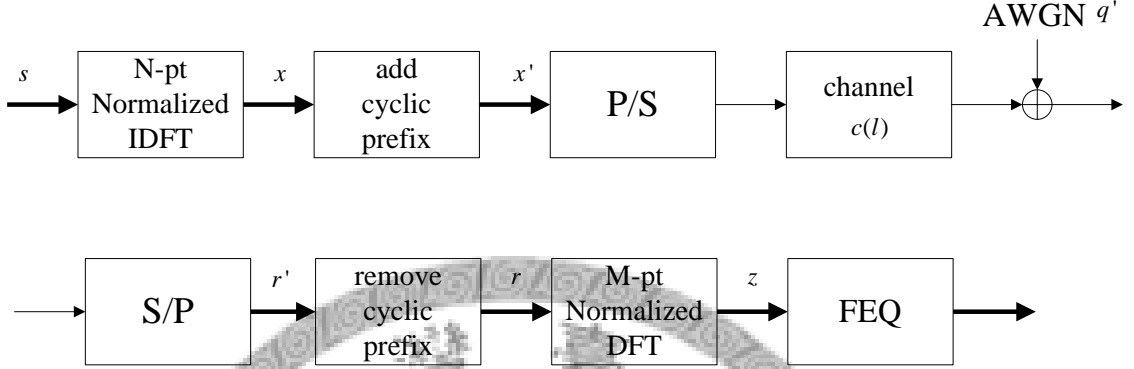 AWGN q'
s
N-pt
Normalized
IDFT
x
add
cyclic
prefix
x'
P/S
channel
c(l)
S/P
r'
remove
cyclic
prefix
r
M-pt
Normalized
DFT
z
FEQ